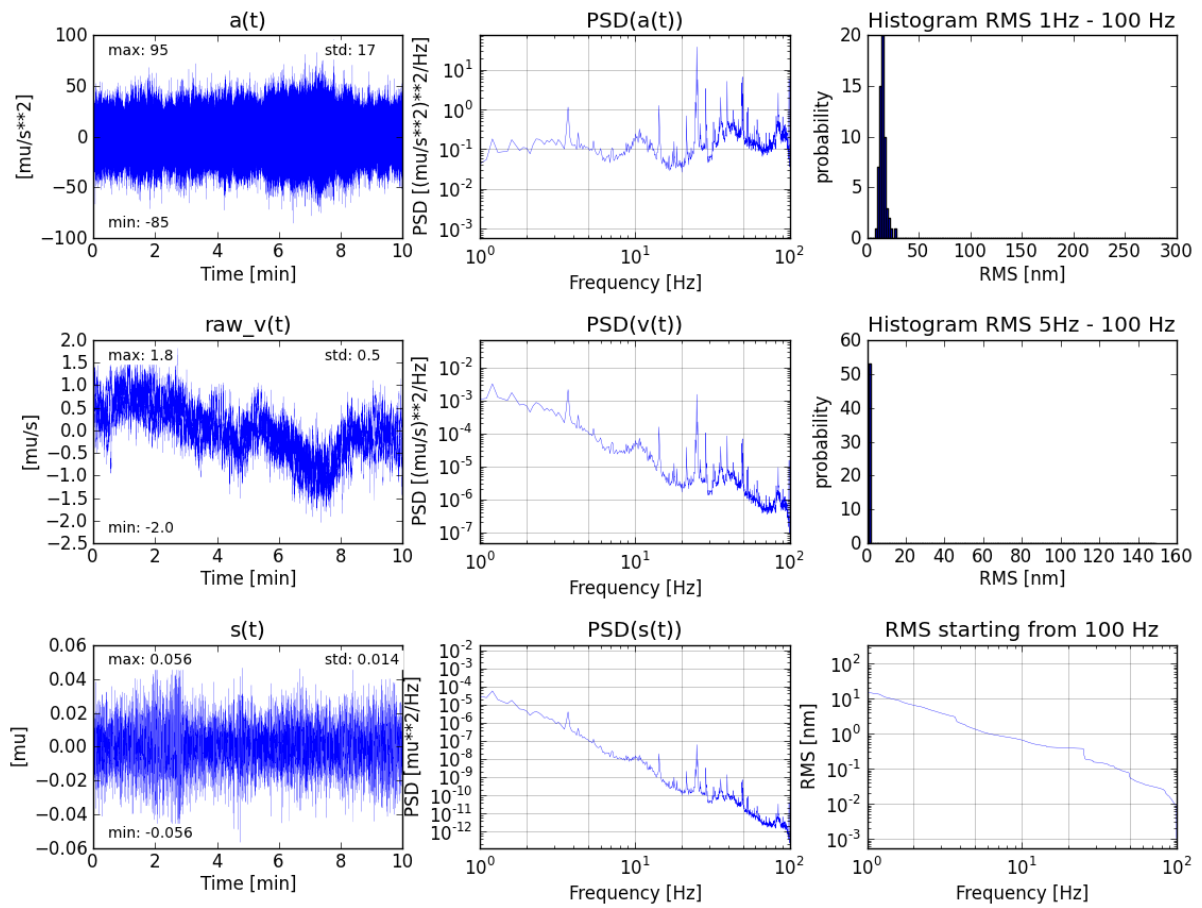 a(t)
max: 95
std: 17
min: -85
100
50
0
−50
−100
[mu/s**2]
0 2 4 6 8 10
Time [min]
PSD(a(t))
PSD [(mu/s**2)**2/Hz]
10^1
10^0
10^-1
10^-2
10^-3
10^0 10^1 10^2
Frequency [Hz]
Histogram RMS 1Hz - 100 Hz
probability
20
15
10
5
0
0 50 100 150 200 250 300
RMS [nm]
raw_v(t)
max: 1.8
std: 0.5
min: -2.0
2.0
1.5
1.0
0.5
0.0
−0.5
−1.0
−1.5
−2.0
−2.5
[mu/s]
0 2 4 6 8 10
Time [min]
PSD(v(t))
PSD [(mu/s)**2/Hz]
10^-2
10^-3
10^-4
10^-5
10^-6
10^-7
10^0 10^1 10^2
Frequency [Hz]
Histogram RMS 5Hz - 100 Hz
probability
60
50
40
30
20
10
0
0 20 40 60 80 100 120 140 160
RMS [nm]
s(t)
max: 0.056
std: 0.014
min: -0.056
0.06
0.04
0.02
0.00
−0.02
−0.04
−0.06
[mu]
0 2 4 6 8 10
Time [min]
PSD(s(t))
PSD [mu**2/Hz]
10^-2
10^-3
10^-4
10^-5
10^-6
10^-7
10^-8
10^-9
10^-10
10^-11
10^-12
10^0 10^1 10^2
Frequency [Hz]
RMS starting from 100 Hz
RMS [nm]
10^2
10^1
10^0
10^-1
10^-2
10^-3
10^0 10^1 10^2
Frequency [Hz]